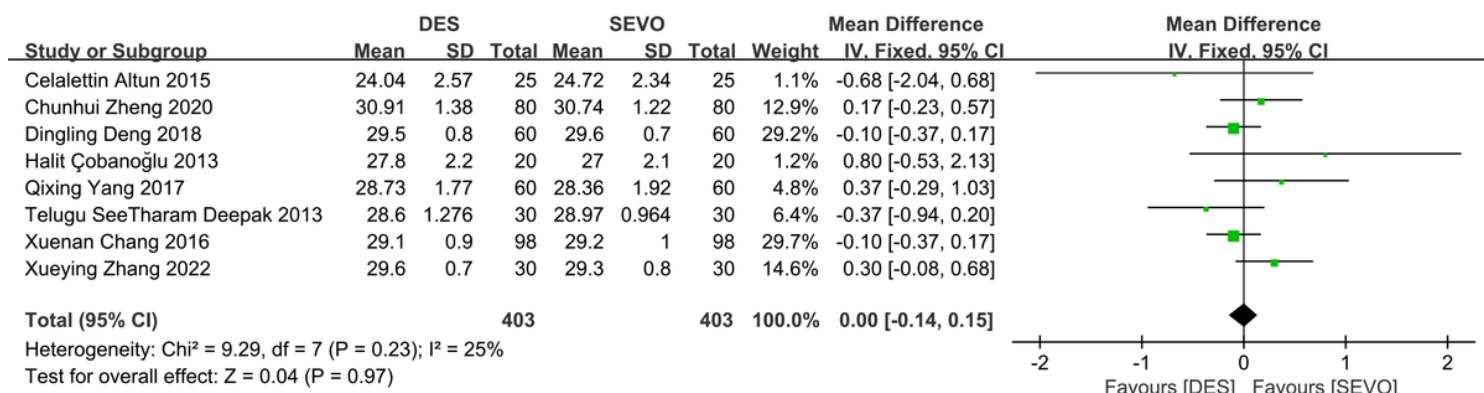 DES SEVO Mean Difference Mean Difference
Study or Subgroup Mean SD Total Mean SD Total Weight IV, Fixed, 95% CI IV, Fixed, 95% CI
Celalettin Altun 2015 24.04 2.57 25 24.72 2.34 25 1.1% -0.68 [-2.04, 0.68]
Chunhui Zheng 2020 30.91 1.38 80 30.74 1.22 80 12.9% 0.17 [-0.23, 0.57]
Dingling Deng 2018 29.5 0.8 60 29.6 0.7 60 29.2% -0.10 [-0.37, 0.17]
Halit Çobanoğlu 2013 27.8 2.2 20 27 2.1 20 1.2% 0.80 [-0.53, 2.13]
Qixing Yang 2017 28.73 1.77 60 28.36 1.92 60 4.8% 0.37 [-0.29, 1.03]
Telugu SeeTharam Deepak 2013 28.6 1.276 30 28.97 0.964 30 6.4% -0.37 [-0.94, 0.20]
Xuenan Chang 2016 29.1 0.9 98 29.2 1 98 29.7% -0.10 [-0.37, 0.17]
Xueying Zhang 2022 29.6 0.7 30 29.3 0.8 30 14.6% 0.30 [-0.08, 0.68]
Total (95% CI) 403 403 100.0% 0.00 [-0.14, 0.15]
Heterogeneity: Chi² = 9.29, df = 7 (P = 0.23); I² = 25%
Test for overall effect: Z = 0.04 (P = 0.97)
-2 -1 0 1 2
Favours [DES] Favours [SEVO]